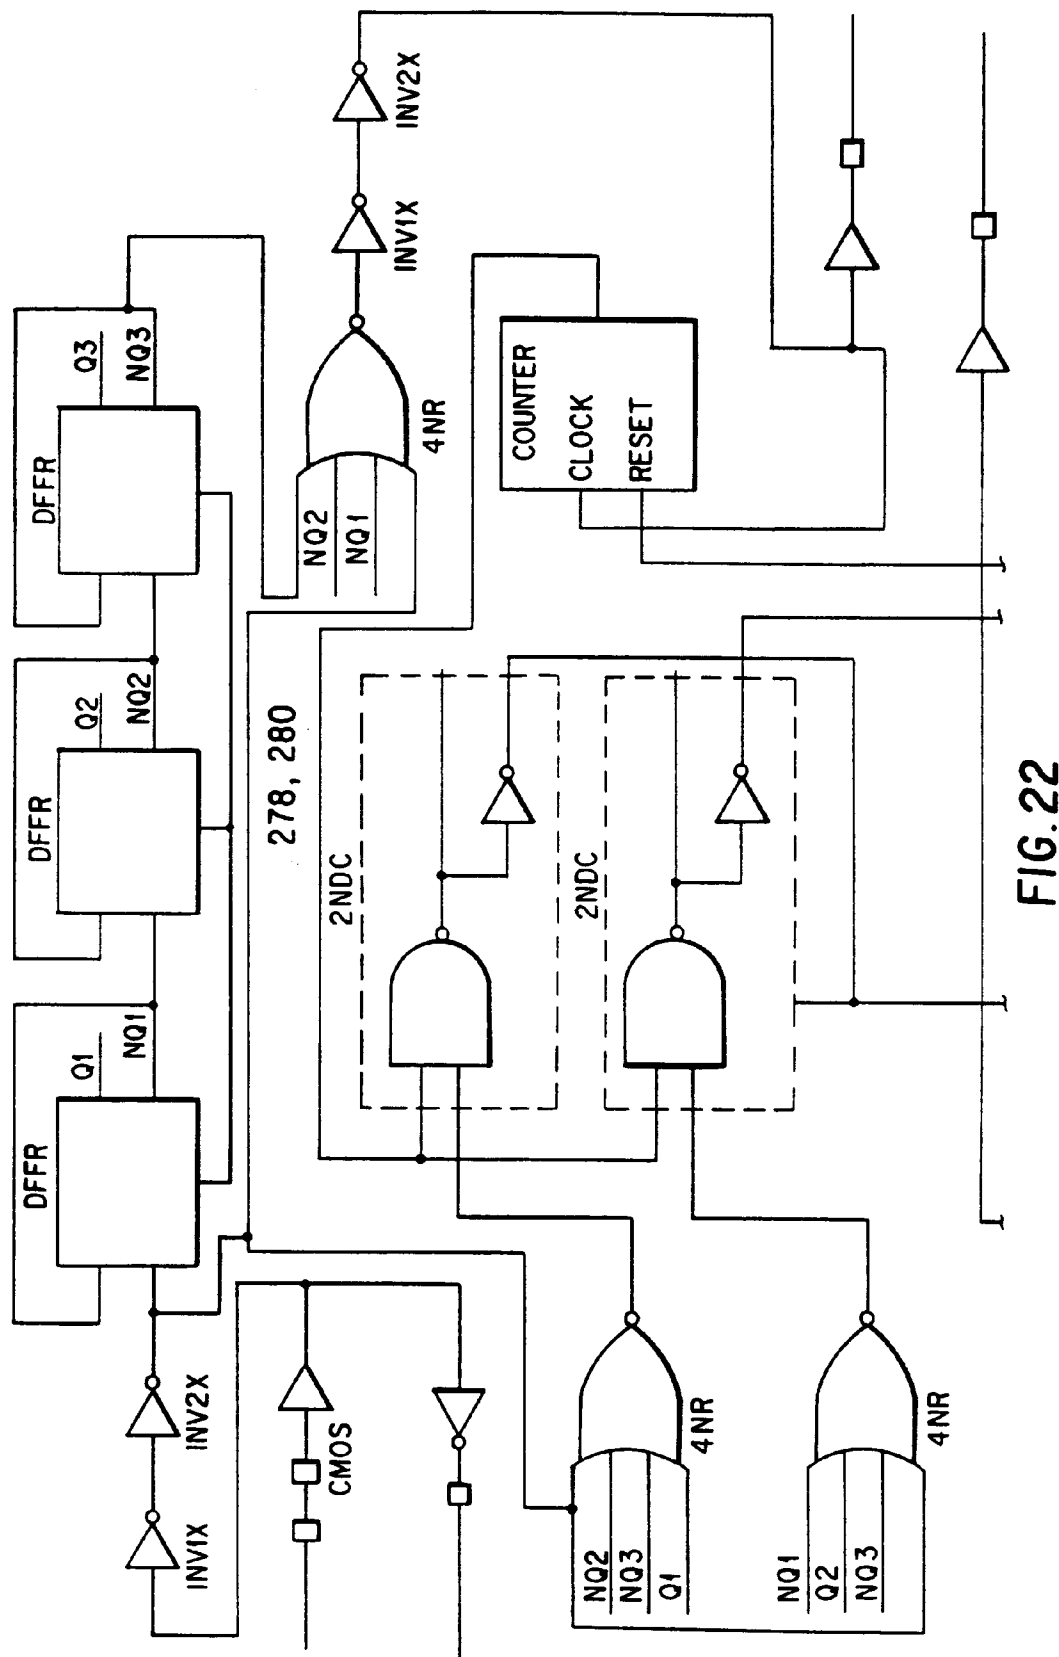 DFFR
Q1
NQ1
DFFR
Q2
NQ2
DFFR
Q3
NQ3
INV1X
INV2X
CMOS
278, 280
NQ2
NQ1
4NR
INV1X
INV2X
2NDC
2NDC
COUNTER
CLOCK
RESET
NQ2
NQ3
Q1
4NR
NQ1
Q2
NQ3
4NR
FIG. 22